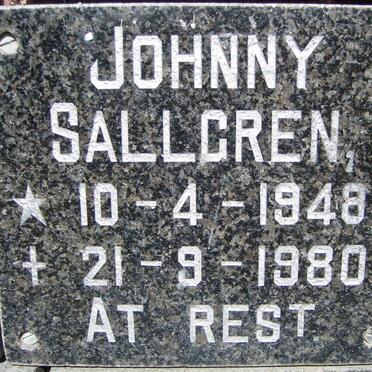 JOHNNY
SALLGREN,
★ 10-4-1948
+ 21-9-1980
AT REST